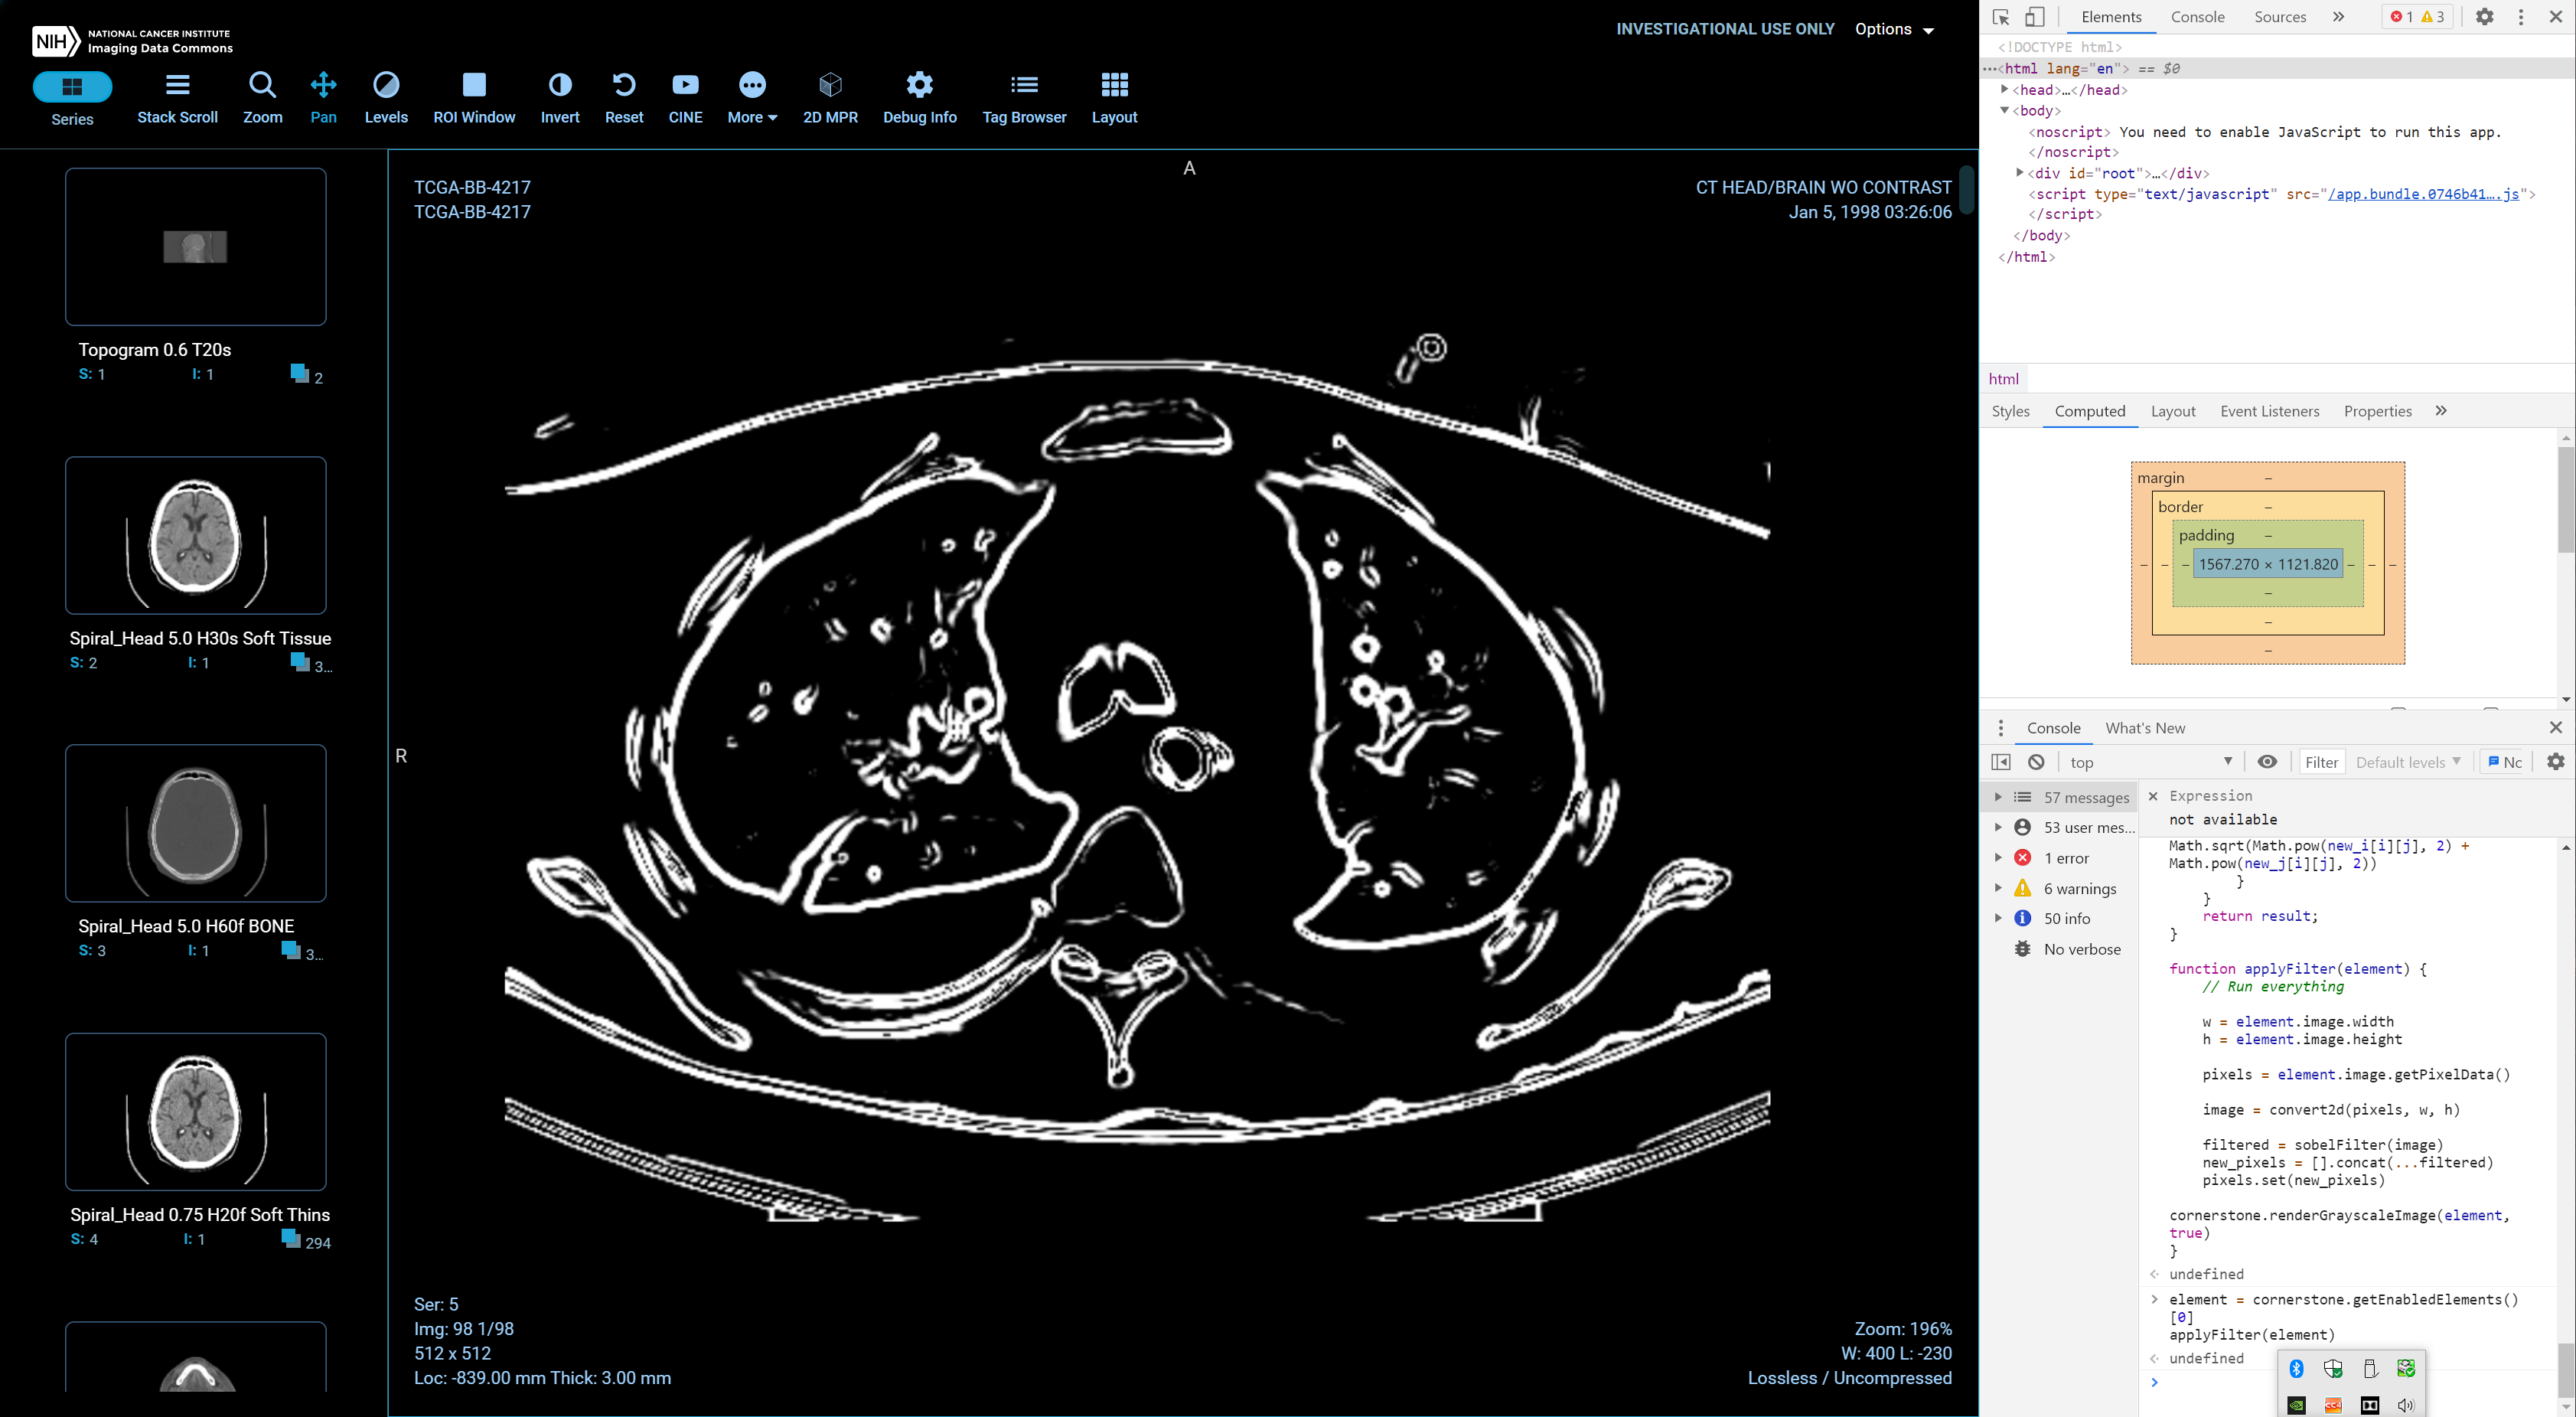 NIH
NATIONAL CANCER INSTITUTE
Imaging Data Commons
INVESTIGATIONAL USE ONLY
Options
Series
Stack Scroll
Zoom
Pan
Levels
ROI Window
Invert
Reset
CINE
More
2D MPR
Debug Info
Tag Browser
Layout
Topogram 0.6 T20s
S: 1 I: 1 2
Spiral_Head 5.0 H30s Soft Tissue
S: 2 I: 1 3...
Spiral_Head 5.0 H60f BONE
S: 3 I: 1 3...
Spiral_Head 0.75 H20f Soft Thins
S: 4 I: 1 294
A
TCGA-BB-4217
TCGA-BB-4217
CT HEAD/BRAIN WO CONTRAST
Jan 5, 1998 03:26:06
R
Ser: 5
Img: 98 1/98
512 x 512
Loc: -839.00 mm Thick: 3.00 mm
Zoom: 196%
W: 400 L: -230
Lossless / Uncompressed
Elements Console Sources » 1 3
<!DOCTYPE html>
⋯<html lang="en"> == $0
<head>…</head>
<body>
<noscript> You need to enable JavaScript to run this app.
</noscript>
<div id="root">…</div>
<script type="text/javascript" src="/app.bundle.0746b41….js">
</script>
</body>
</html>
html
Styles Computed Layout Event Listeners Properties »
margin –
border –
padding –
– – – 1567.270 × 1121.820 – – –
–
–
–
Console What's New
top Filter Default levels Nc
57 messages
53 user mes...
1 error
6 warnings
50 info
No verbose
Expression
not available
Math.sqrt(Math.pow(new_i[i][j], 2) +
Math.pow(new_j[i][j], 2))
}
}
return result;
}
function applyFilter(element) {
// Run everything
w = element.image.width
h = element.image.height
pixels = element.image.getPixelData()
image = convert2d(pixels, w, h)
filtered = sobelFilter(image)
new_pixels = [].concat(...filtered)
pixels.set(new_pixels)
cornerstone.renderGrayscaleImage(element,
true)
}
undefined
element = cornerstone.getEnabledElements()
[0]
applyFilter(element)
undefined